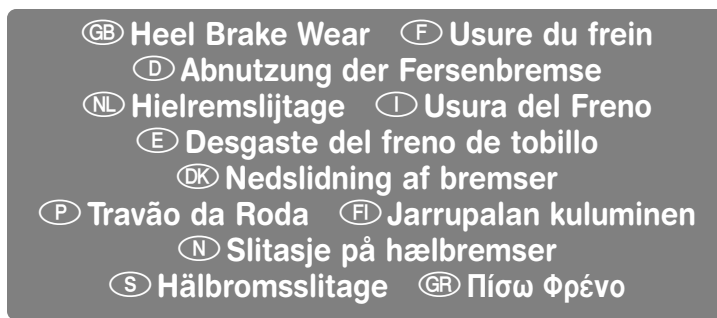 GB Heel Brake Wear F Usure du frein
D Abnutzung der Fersenbremse
NL Hielremslijtage I Usura del Freno
E Desgaste del freno de tobillo
DK Nedslidning af bremser
P Travão da Roda FI Jarrupalan kuluminen
N Slitasje på hælbremser
S Hälbromsslitage GR Πίσω Φρένο